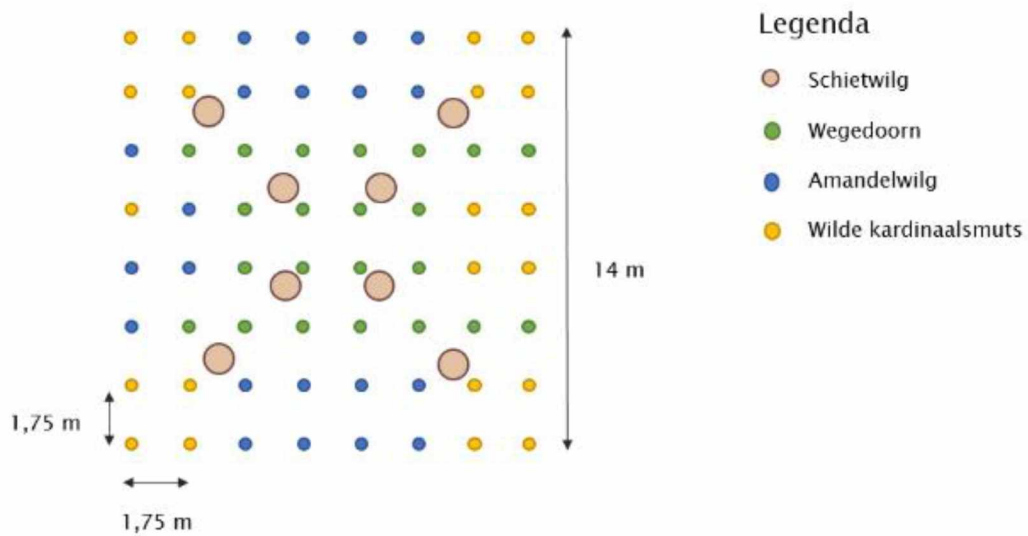 Legenda
Schietwilg
Wegedoorn
Amandelwilg
Wilde kardinaalsmuts
14 m
1,75 m
1,75 m